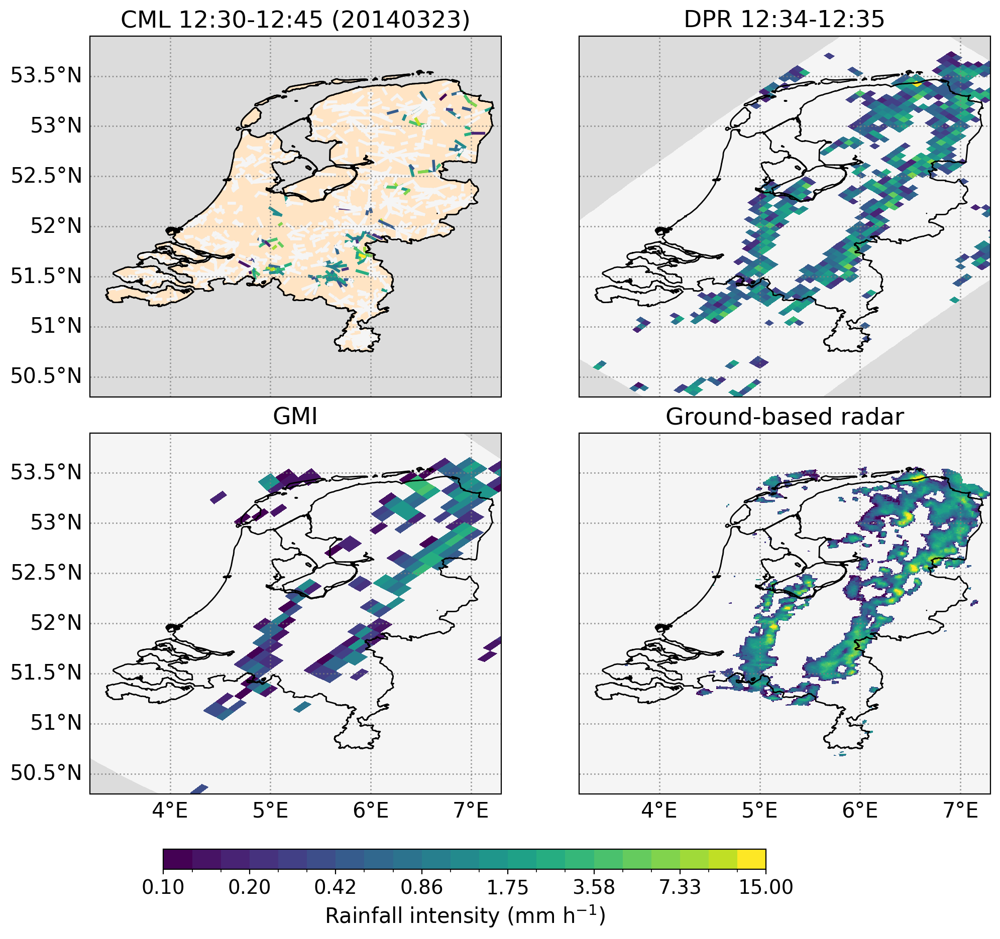 CML 12:30-12:45 (20140323)
DPR 12:34-12:35
53.5°N
53°N
52.5°N
52°N
51.5°N
51°N
50.5°N
GMI
Ground-based radar
53.5°N
53°N
52.5°N
52°N
51.5°N
51°N
50.5°N
4°E 5°E 6°E 7°E
4°E 5°E 6°E 7°E
0.10 0.20 0.42 0.86 1.75 3.58 7.33 15.00
Rainfall intensity (mm h⁻¹)